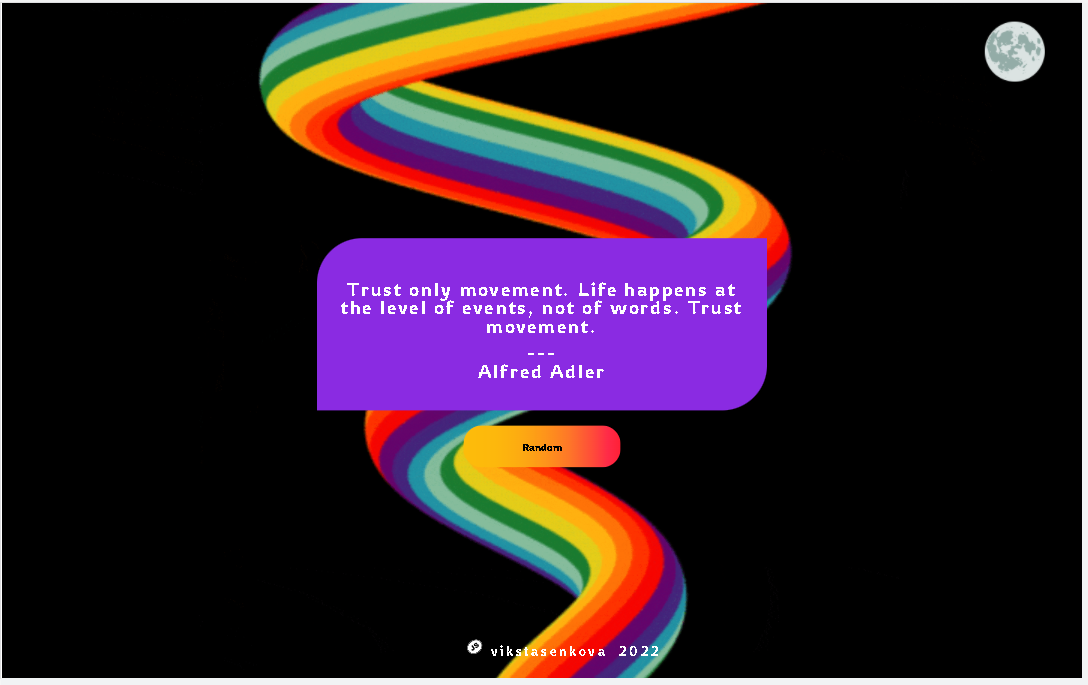 Trust only movement. Life happens at
the level of events, not of words. Trust
movement.
---
Alfred Adler
Random
vikstasenkova 2022